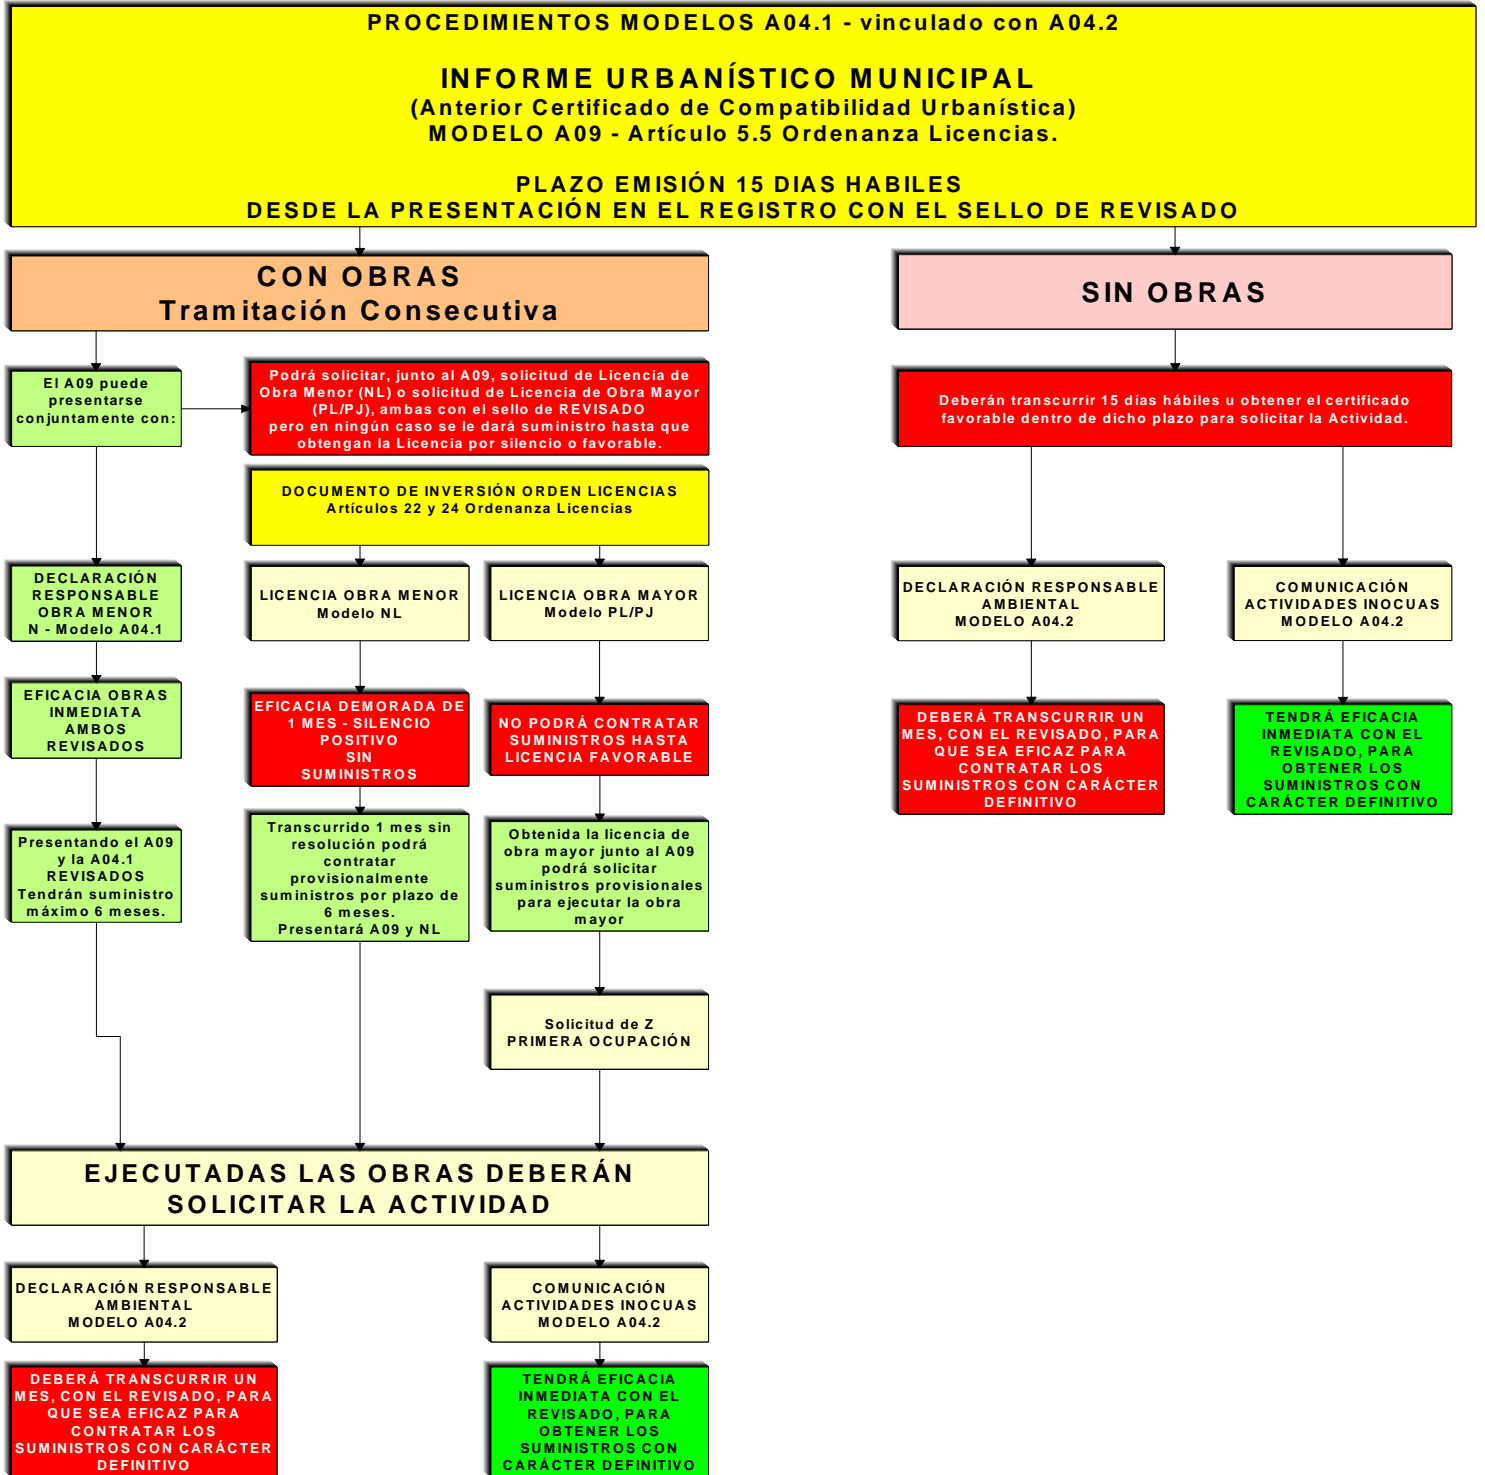 PROCEDIMIENTOS MODELOS A04.1 - vinculado con A04.2
INFORME URBANÍSTICO MUNICIPAL
(Anterior Certificado de Compatibilidad Urbanística)
MODELO A09 - Artículo 5.5 Ordenanza Licencias.
PLAZO EMISIÓN 15 DIAS HABILES
DESDE LA PRESENTACIÓN EN EL REGISTRO CON EL SELLO DE REVISADO
CON OBRAS
Tramitación Consecutiva
El A09 puede
presentarse
conjuntamente con:
Podrá solicitar, junto al A09, solicitud de Licencia de
Obra Menor (NL) o solicitud de Licencia de Obra Mayor
(PL/PJ), ambas con el sello de REVISADO
pero en ningún caso se le dará suministro hasta que
obtengan la Licencia por silencio o favorable.
DOCUMENTO DE INVERSIÓN ORDEN LICENCIAS
Artículos 22 y 24 Ordenanza Licencias
DECLARACIÓN
RESPONSABLE
OBRA MENOR
N - Modelo A04.1
LICENCIA OBRA MENOR
Modelo NL
LICENCIA OBRA MAYOR
Modelo PL/PJ
EFICACIA OBRAS
INMEDIATA
AMBOS
REVISADOS
EFICACIA DEMORADA DE
1 MES - SILENCIO
POSITIVO
SIN
SUMINISTROS
NO PODRÁ CONTRATAR
SUMINISTROS HASTA
LICENCIA FAVORABLE
Presentando el A09
y la A04.1
REVISADOS
Tendrán suministro
máximo 6 meses.
Transcurrido 1 mes sin
resolución podrá
contratar
provisionalmente
suministros por plazo de
6 meses.
Presentará A09 y NL
Obtenida la licencia de
obra mayor junto al A09
podrá solicitar
suministros provisionales
para ejecutar la obra
mayor
Solicitud de Z
PRIMERA OCUPACIÓN
EJECUTADAS LAS OBRAS DEBERÁN
SOLICITAR LA ACTIVIDAD
DECLARACIÓN RESPONSABLE
AMBIENTAL
MODELO A04.2
COMUNICACIÓN
ACTIVIDADES INOCUAS
MODELO A04.2
DEBERÁ TRANSCURRIR UN
MES, CON EL REVISADO, PARA
QUE SEA EFICAZ PARA
CONTRATAR LOS
SUMINISTROS CON CARÁCTER
DEFINITIVO
TENDRÁ EFICACIA
INMEDIATA CON EL
REVISADO, PARA
OBTENER LOS
SUMINISTROS CON
CARÁCTER DEFINITIVO
SIN OBRAS
Deberán transcurrir 15 días hábiles u obtener el certificado
favorable dentro de dicho plazo para solicitar la Actividad.
DECLARACIÓN RESPONSABLE
AMBIENTAL
MODELO A04.2
COMUNICACIÓN
ACTIVIDADES INOCUAS
MODELO A04.2
DEBERÁ TRANSCURRIR UN
MES, CON EL REVISADO, PARA
QUE SEA EFICAZ PARA
CONTRATAR LOS
SUMINISTROS CON CARÁCTER
DEFINITIVO
TENDRÁ EFICACIA
INMEDIATA CON EL
REVISADO, PARA
OBTENER LOS
SUMINISTROS CON
CARÁCTER DEFINITIVO